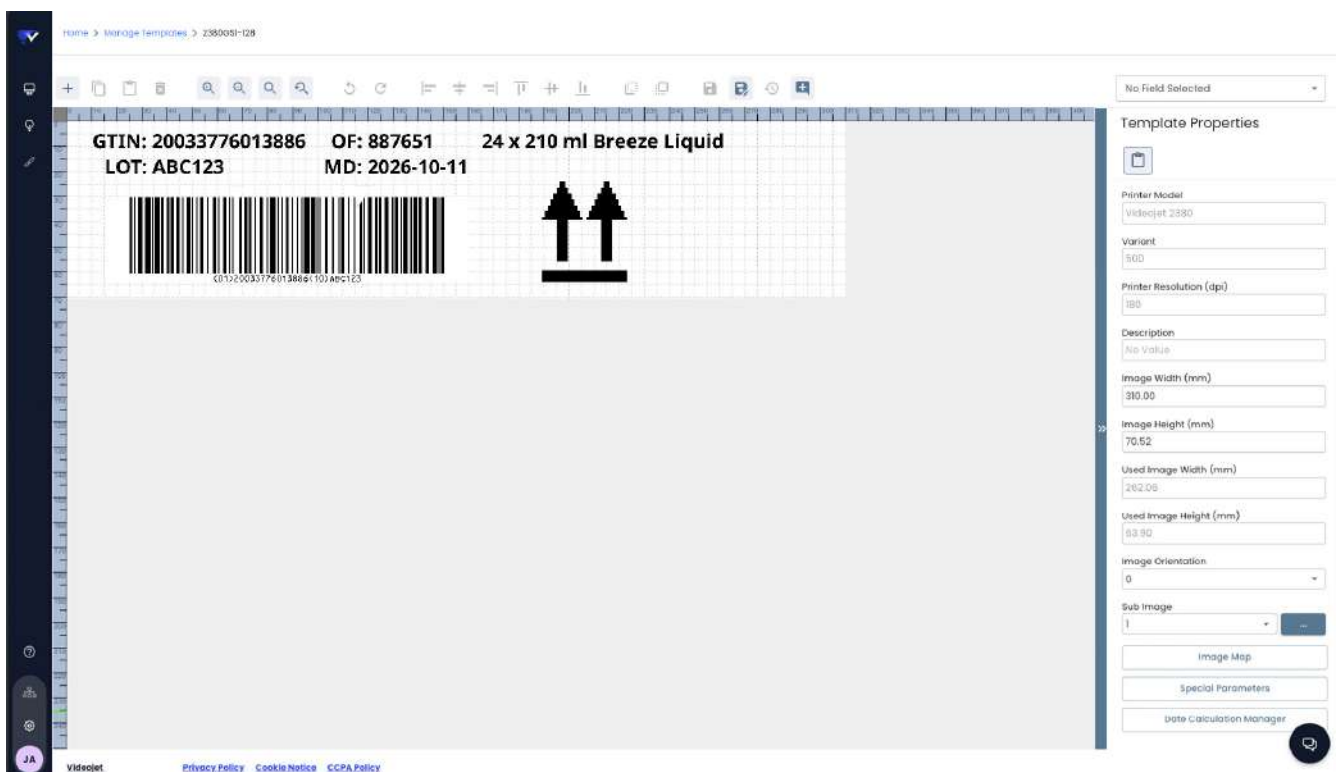 Home > Manage Templates > 2380GS1-128
No Field Selected
Template Properties
GTIN: 20033776013886 OF: 887651 24 x 210 ml Breeze Liquid
LOT: ABC123 MD: 2026-10-11
(01)20033776013886(10)ABC123
Printer Model
Videojet 2380
Variant
500
Printer Resolution (dpi)
180
Description
No Value
Image Width (mm)
310.00
Image Height (mm)
70.52
Used Image Width (mm)
262.06
Used Image Height (mm)
63.90
Image Orientation
0
Sub Image
1
...
Image Map
Special Parameters
Date Calculation Manager
JA
Videojet Privacy Policy Cookie Notice CCPA Policy